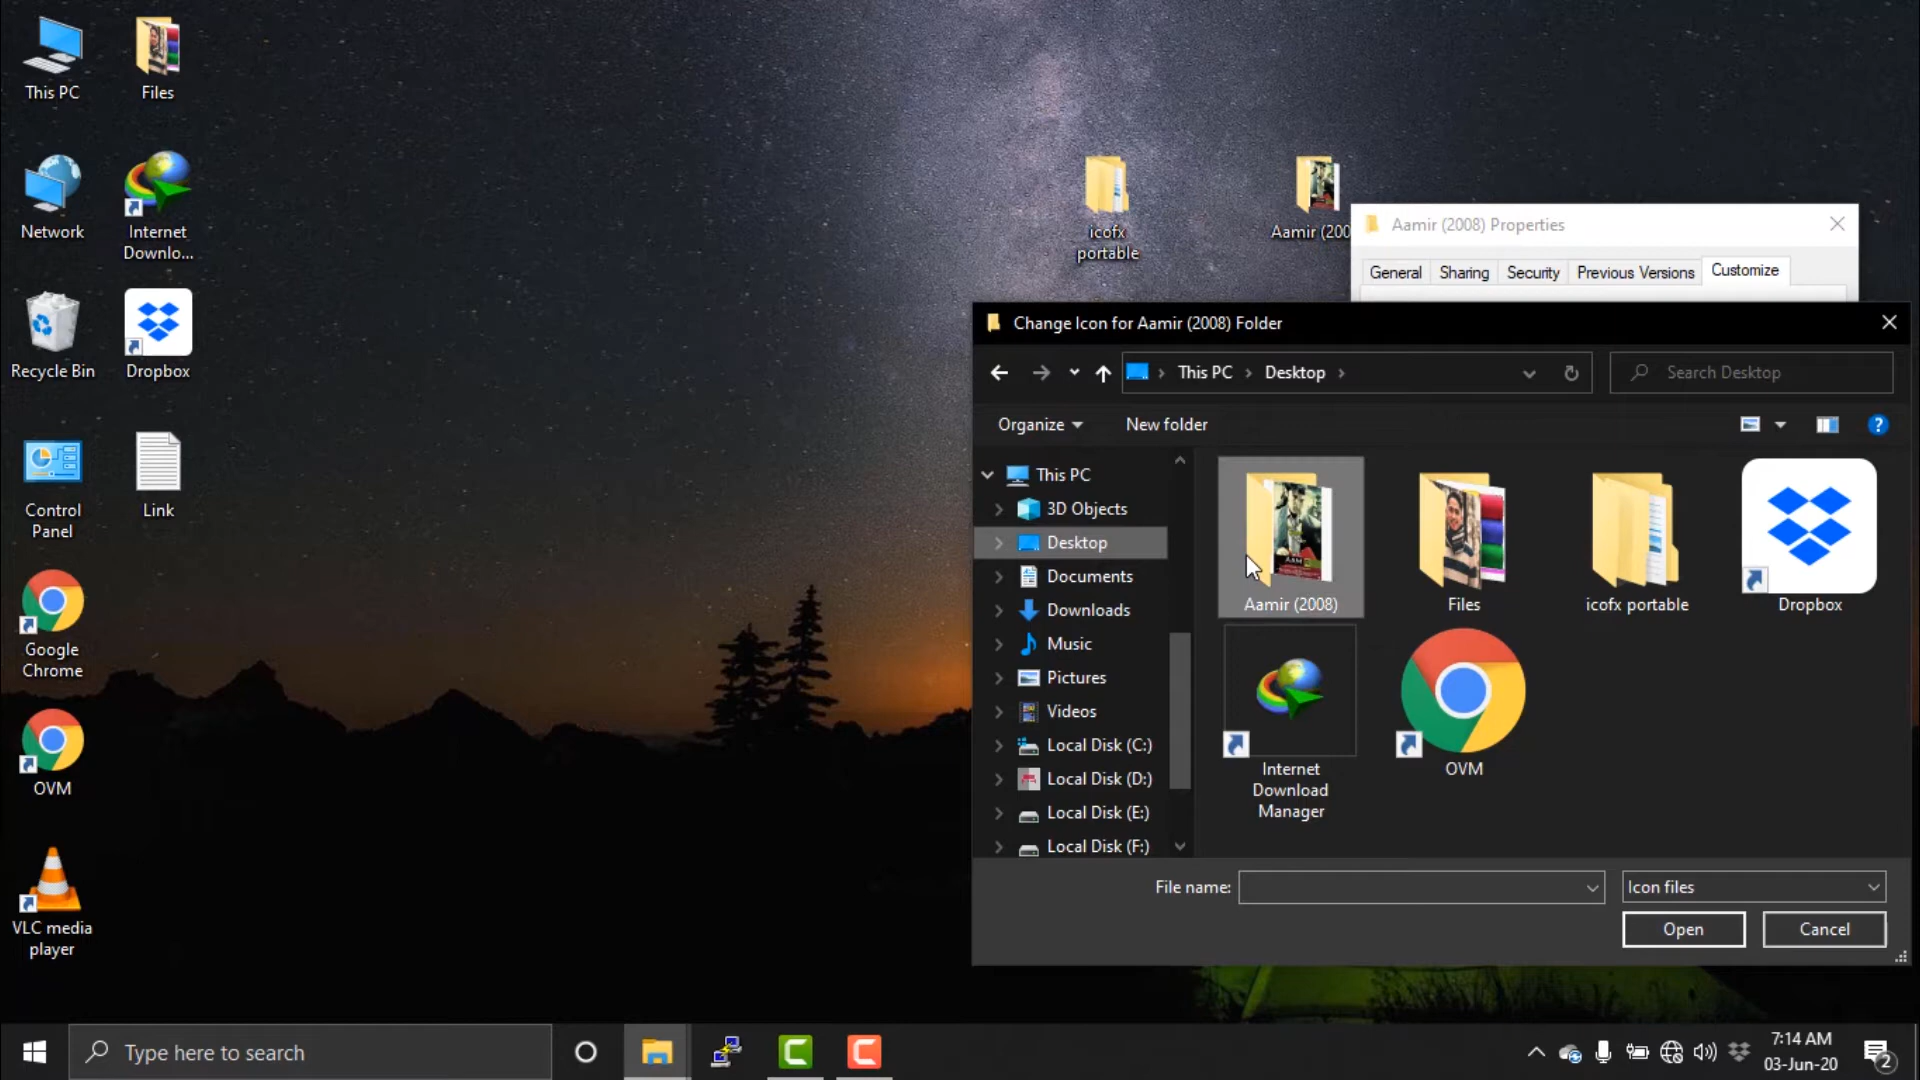 This PC
Files
Network
Internet
Downlo...
Recycle Bin
Dropbox
Control
Panel
Link
Google
Chrome
OVM
VLC media
player
icofx
portable
Aamir (200
Aamir (2008) Properties
General
Sharing
Security
Previous Versions
Customize
Change Icon for Aamir (2008) Folder
This PC
Desktop
Search Desktop
Organize
New folder
This PC
3D Objects
Desktop
Documents
Downloads
Music
Pictures
Videos
Local Disk (C:)
Local Disk (D:)
Local Disk (E:)
Local Disk (F:)
Aamir (2008)
Files
icofx portable
Dropbox
Internet
Download
Manager
OVM
File name:
Icon files
Open
Cancel
Type here to search
7:14 AM
03-Jun-20
2